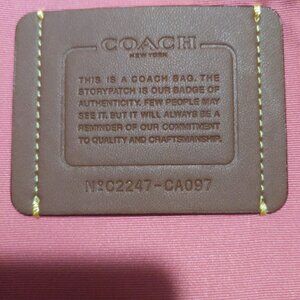 COACH
NEW YORK
THIS IS A COACH BAG. THE
STORYPATCH IS OUR BADGE OF
AUTHENTICITY. FEW PEOPLE MAY
SEE IT. BUT IT WILL ALWAYS BE A
REMINDER OF OUR COMMITMENT
TO QUALITY AND CRAFTSMANSHIP.
Nº C2247-CA097